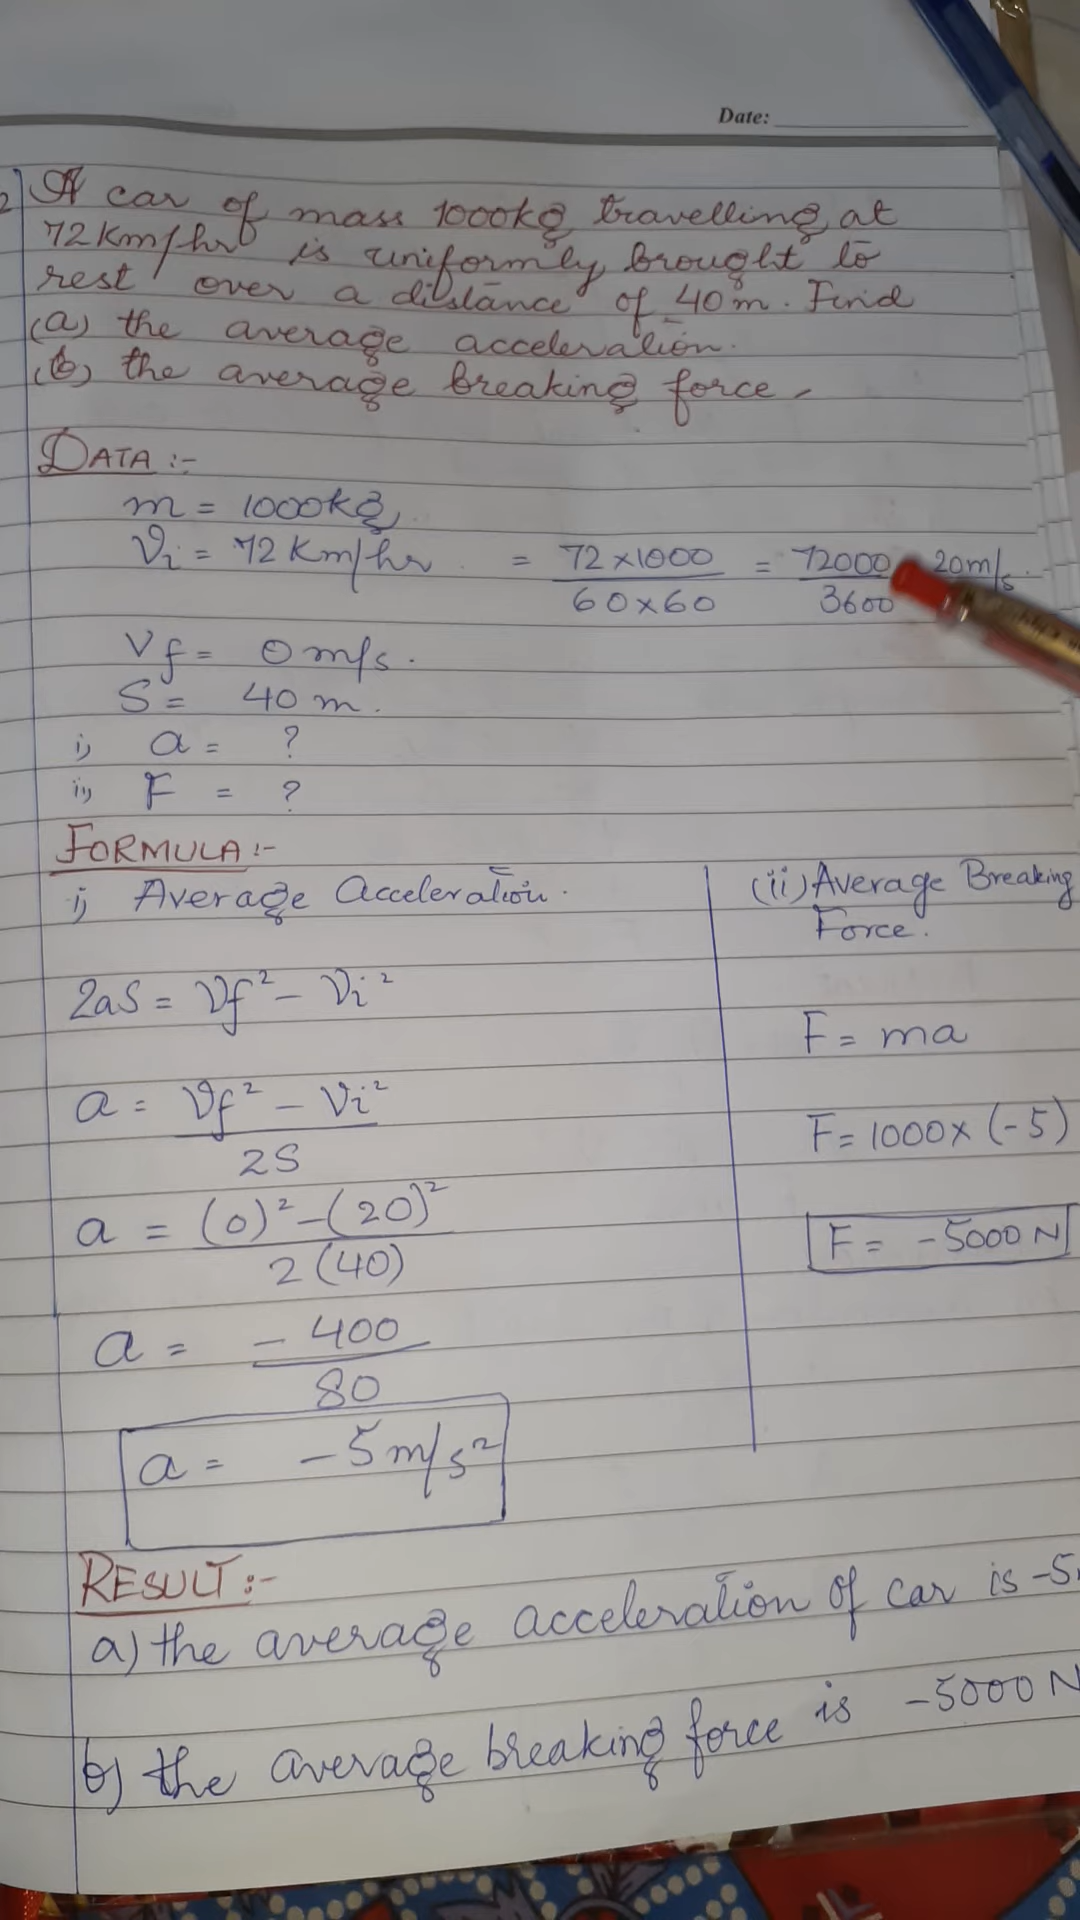 Date:
2] A car of mass 1000kg travelling at
72Km/hr is uniformly brought to
rest over a distance of 40m. Find
(a) the average acceleration.
(b) the average breaking force.
DATA :-
m = 1000kg
Vi = 72 Km/hr = 72×1000 / 60×60 = 72000 / 3600 20m/s.
Vf = 0 m/s.
S = 40 m.
i) a = ?
ii) F = ?
FORMULA :-
i) Average Acceleration.
2aS = Vf² - Vi²
a = Vf² - Vi² / 2S
a = (0)² - (20)² / 2(40)
a = - 400 / 80
a = - 5 m/s²
(ii) Average Breaking
Force.
F = ma
F = 1000 × (-5)
F = - 5000 N
RESULT :-
a) the average acceleration of car is -5
b) the average breaking force is -5000 N